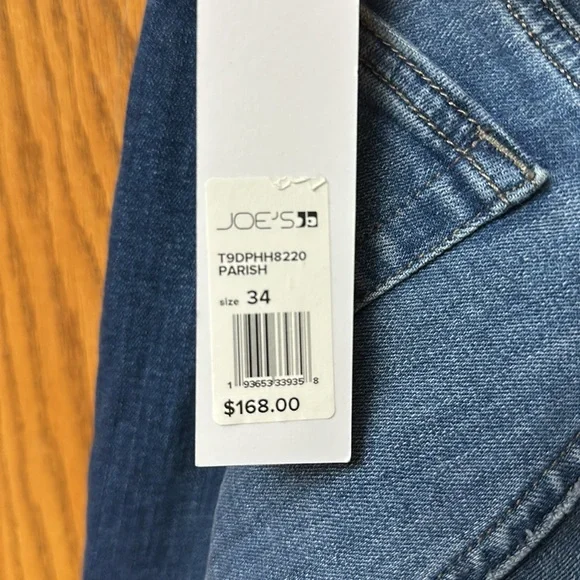 JOE'S
T9DPHH8220
PARISH
size 34
1 93653 33935 8
$168.00